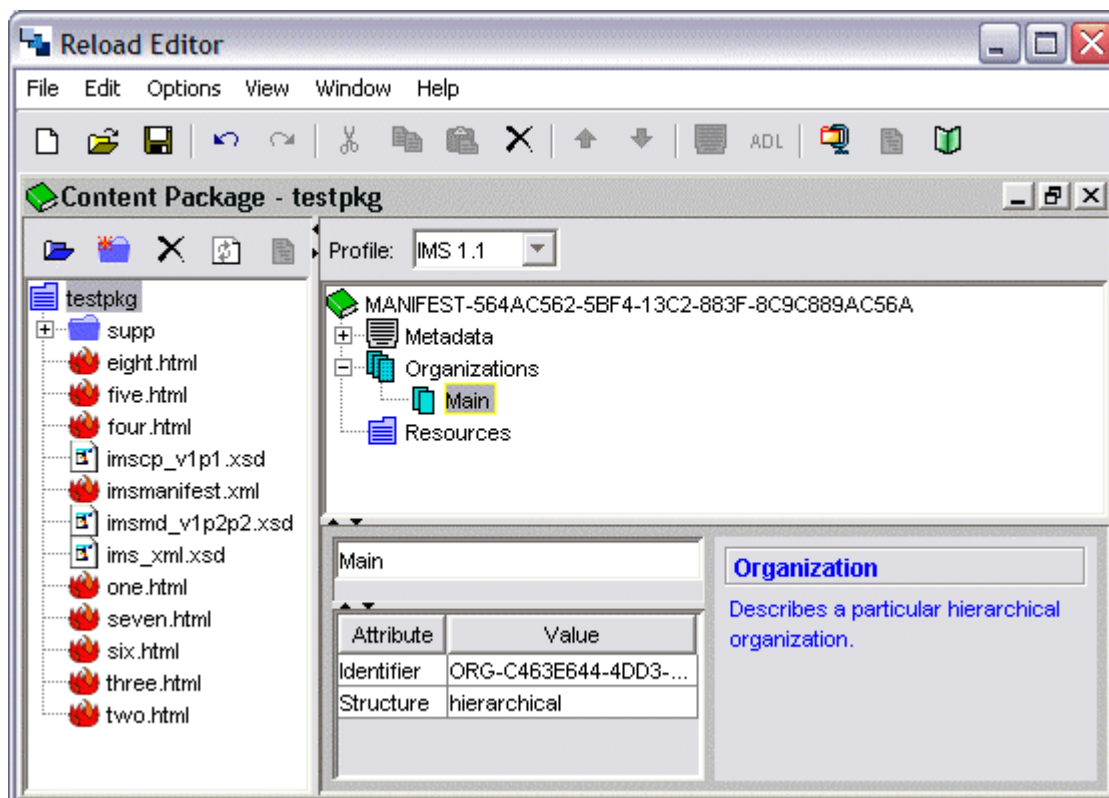 Reload Editor
File Edit Options View Window Help
ADL
Content Package - testpkg
Profile: IMS 1.1
testpkg
supp
eight.html
five.html
four.html
imscp_v1p1.xsd
imsmanifest.xml
imsmd_v1p2p2.xsd
ims_xml.xsd
one.html
seven.html
six.html
three.html
two.html
MANIFEST-564AC562-5BF4-13C2-883F-8C9C889AC56A
Metadata
Organizations
Main
Resources
Main
Attribute Value
Identifier ORG-C463E644-4DD3-...
Structure hierarchical
Organization
Describes a particular hierarchical
organization.